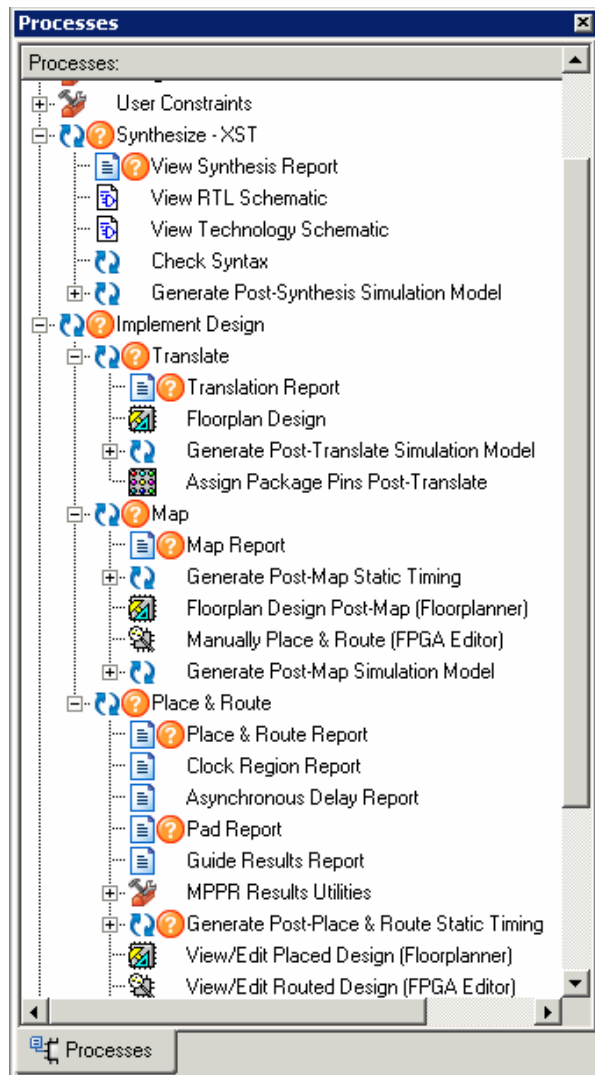 Processes
Processes:
User Constraints
Synthesize - XST
View Synthesis Report
View RTL Schematic
View Technology Schematic
Check Syntax
Generate Post-Synthesis Simulation Model
Implement Design
Translate
Translation Report
Floorplan Design
Generate Post-Translate Simulation Model
Assign Package Pins Post-Translate
Map
Map Report
Generate Post-Map Static Timing
Floorplan Design Post-Map (Floorplanner)
Manually Place & Route (FPGA Editor)
Generate Post-Map Simulation Model
Place & Route
Place & Route Report
Clock Region Report
Asynchronous Delay Report
Pad Report
Guide Results Report
MPPR Results Utilities
Generate Post-Place & Route Static Timing
View/Edit Placed Design (Floorplanner)
View/Edit Routed Design (FPGA Editor)
Processes